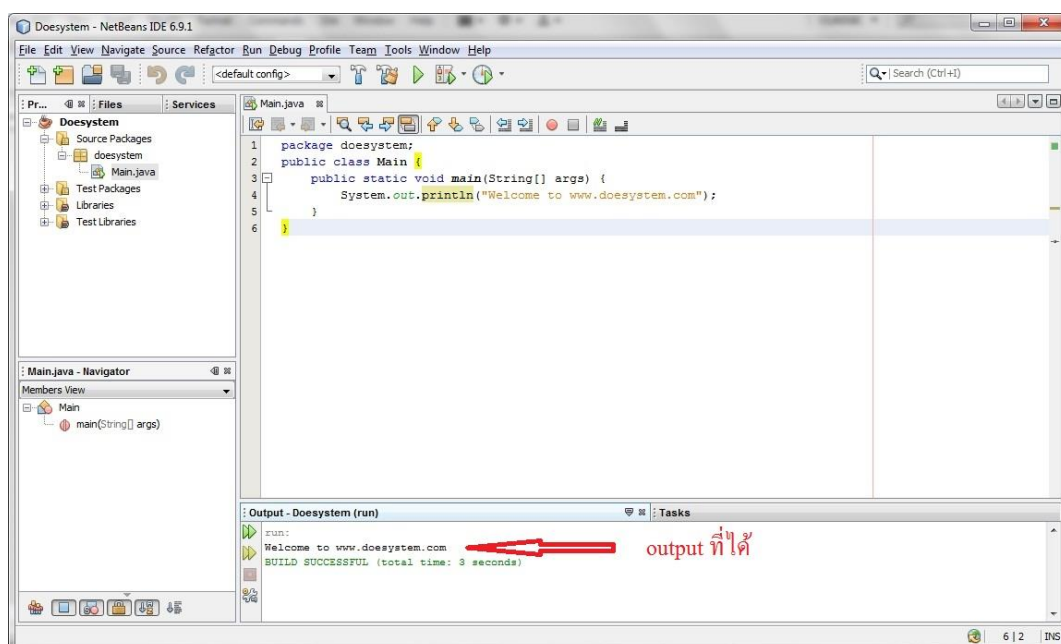 Doesystem - NetBeans IDE 6.9.1
File Edit View Navigate Source Refactor Run Debug Profile Team Tools Window Help
<default config>
Search (Ctrl+I)
Pr... Files Services
Doesystem
Source Packages
doesystem
Main.java
Test Packages
Libraries
Test Libraries
Main.java
1 package doesystem;
2 public class Main {
3 public static void main(String[] args) {
4 System.out.println("Welcome to www.doesystem.com");
5 }
6 }
Main.java - Navigator
Members View
Main
main(String[] args)
Output - Doesystem (run)
Tasks
run:
Welcome to www.doesystem.com
BUILD SUCCESSFUL (total time: 3 seconds)
output ที่ได้
6 | 2 INS